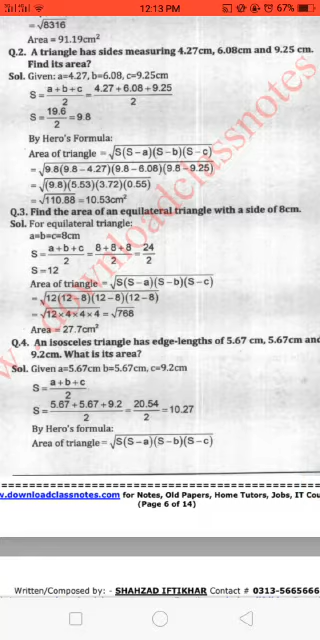 12:13 PM
67%
= √8316
Area = 91.19cm²
Q.2. A triangle has sides measuring 4.27cm, 6.08cm and 9.25 cm.
Find its area?
Sol. Given: a=4.27, b=6.08, c=9.25cm
S = a+b+c / 2 = 4.27+6.08+9.25 / 2
S = 19.6 / 2 = 9.8
By Hero's Formula:
Area of triangle = √S(S−a)(S−b)(S−c)
= √9.8(9.8−4.27)(9.8−6.08)(9.8−9.25)
= √(9.8)(5.53)(3.72)(0.55)
= √110.88 = 10.53cm²
Q.3. Find the area of an equilateral triangle with a side of 8cm.
Sol. For equilateral triangle;
a=b=c=8cm
S = a+b+c / 2 = 8+8+8 / 2 = 24 / 2
S = 12
Area of triangle = √S(S−a)(S−b)(S−c)
= √12(12−8)(12−8)(12−8)
= √12×4×4×4 = √768
Area = 27.7cm²
Q.4. An isosceles triangle has edge-lengths of 5.67 cm, 5.67cm and
9.2cm. What is its area?
Sol. Given a=5.67cm b=5.67cm, c=9.2cm
S = a+b+c / 2
S = 5.67+5.67+9.2 / 2 = 20.54 / 2 = 10.27
By Hero's formula:
Area of triangle = √S(S−a)(S−b)(S−c)
w.downloadclassnotes.com for Notes, Old Papers, Home Tutors, Jobs, IT Cou
(Page 6 of 14)
Written/Composed by: - SHAHZAD IFTIKHAR Contact # 0313-5665666